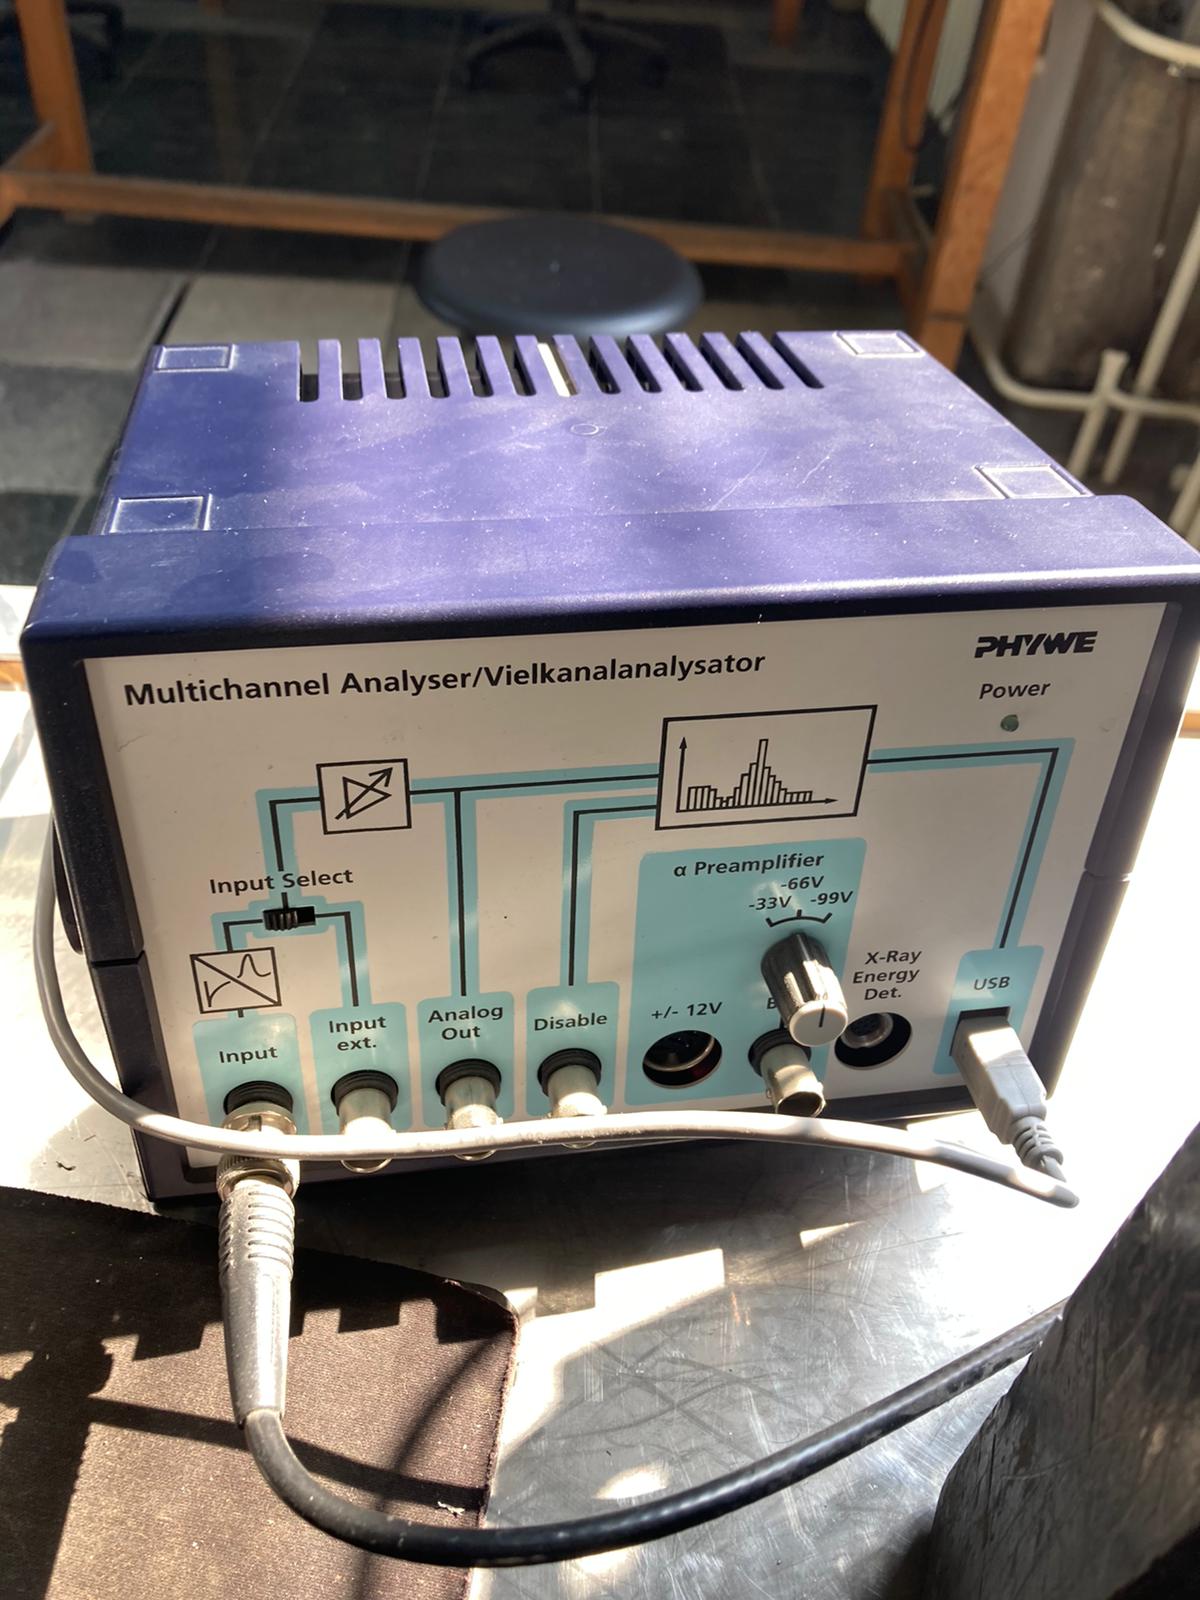 PHYWE
Multichannel Analyser/Vielkanalanalysator
Power
Input Select
α Preamplifier
-66V
-33V
-99V
X-Ray
Energy
Det.
USB
+/- 12V
Analog
Out
Disable
Input
ext.
Input